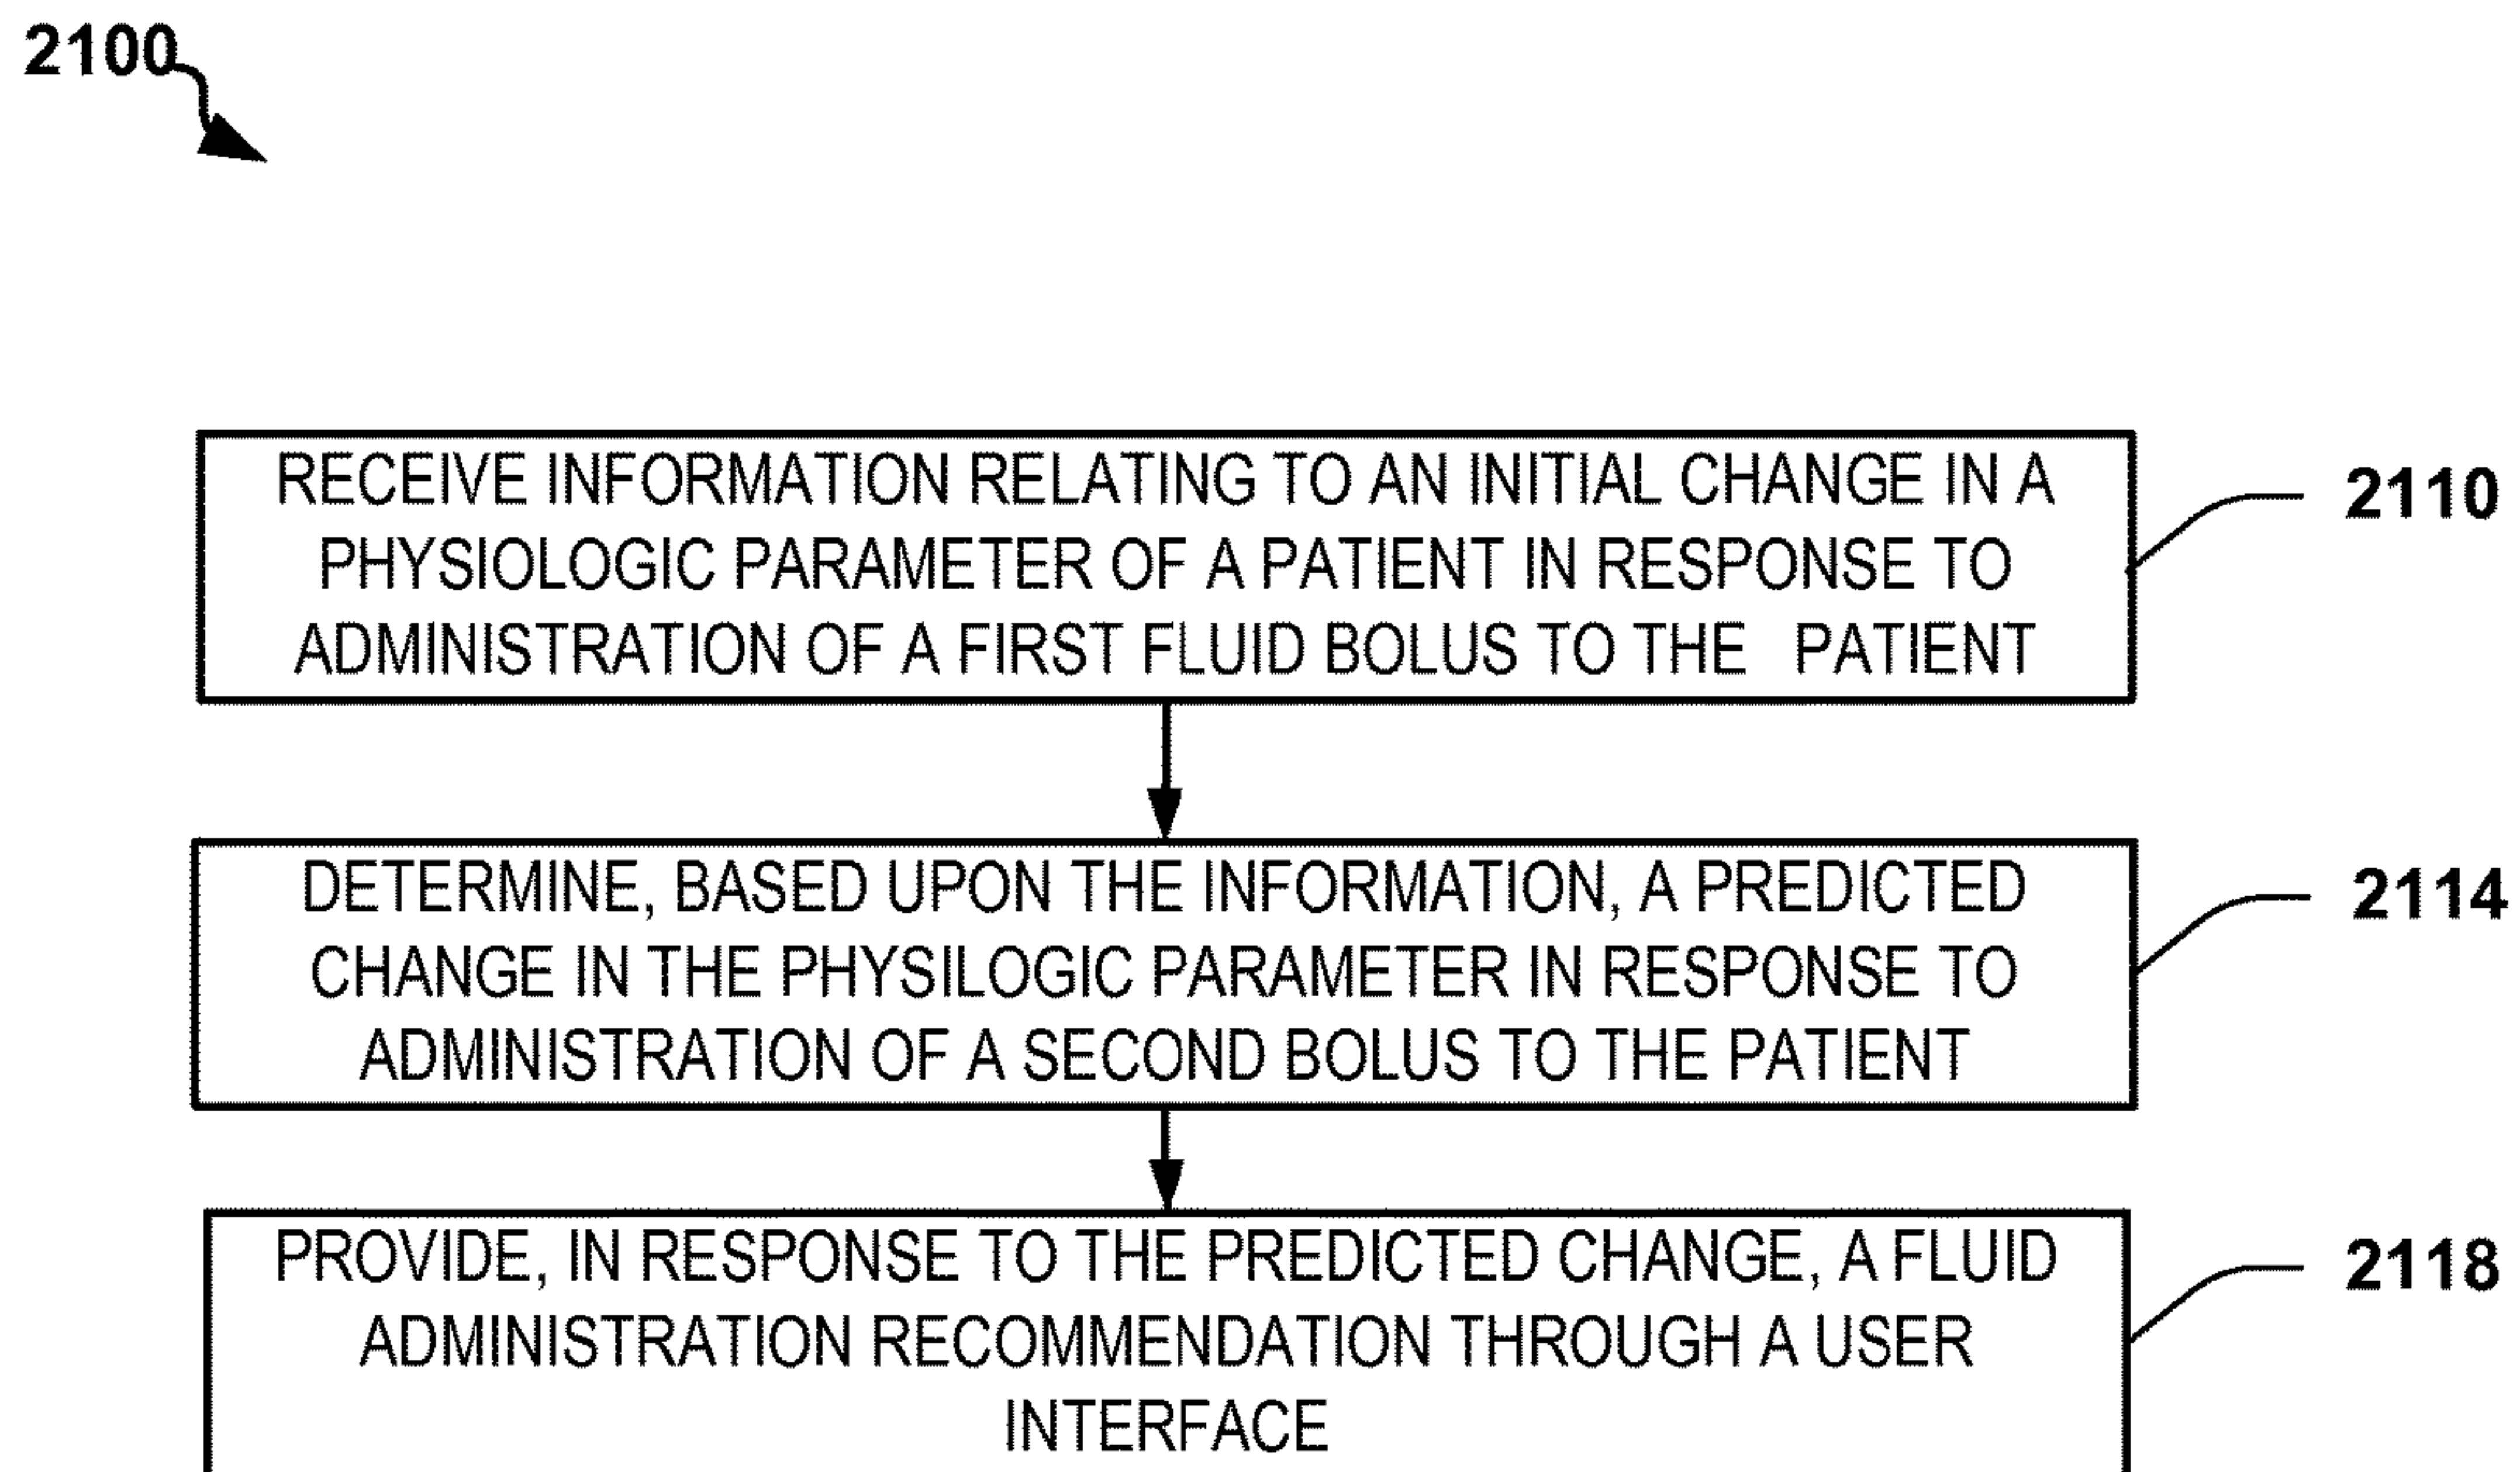 2100
RECEIVE INFORMATION RELATING TO AN INITIAL CHANGE IN A
PHYSIOLOGIC PARAMETER OF A PATIENT IN RESPONSE TO
ADMINISTRATION OF A FIRST FLUID BOLUS TO THE PATIENT
2110
DETERMINE, BASED UPON THE INFORMATION, A PREDICTED
CHANGE IN THE PHYSILOGIC PARAMETER IN RESPONSE TO
ADMINISTRATION OF A SECOND BOLUS TO THE PATIENT
2114
PROVIDE, IN RESPONSE TO THE PREDICTED CHANGE, A FLUID
ADMINISTRATION RECOMMENDATION THROUGH A USER
INTERFACE
2118